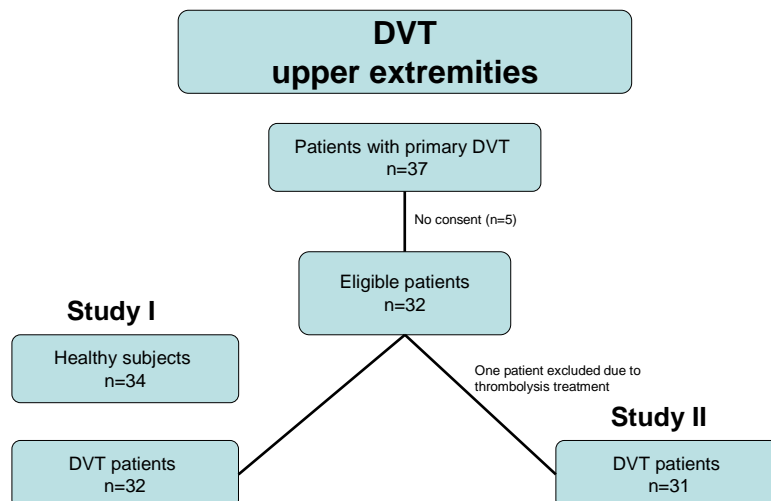 DVT
upper extremities
Patients with primary DVT
n=37
No consent (n=5)
Eligible patients
n=32
Study I
Healthy subjects
n=34
One patient excluded due to
thrombolysis treatment
Study II
DVT patients
n=32
DVT patients
n=31